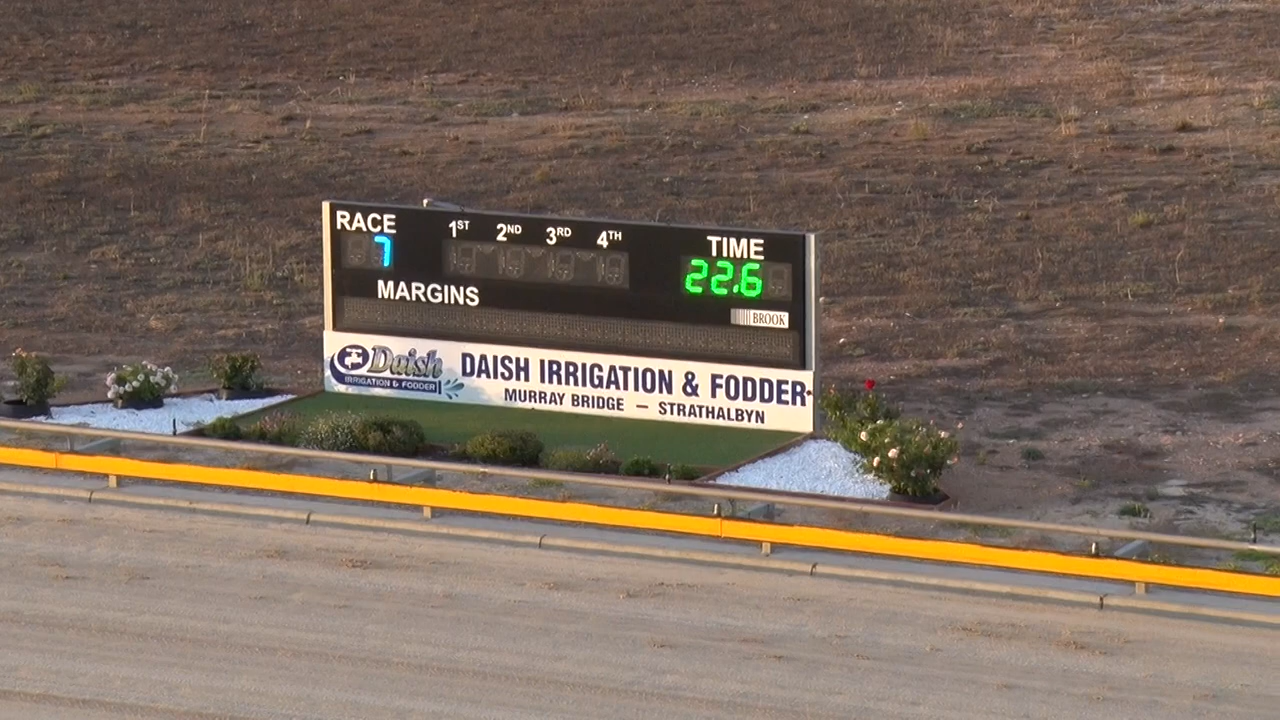 RACE 1ST 2ND 3RD 4TH TIME
7 22.6
MARGINS
BROOK
Daish
IRRIGATION & FODDER
DAISH IRRIGATION & FODDER
MURRAY BRIDGE – STRATHALBYN